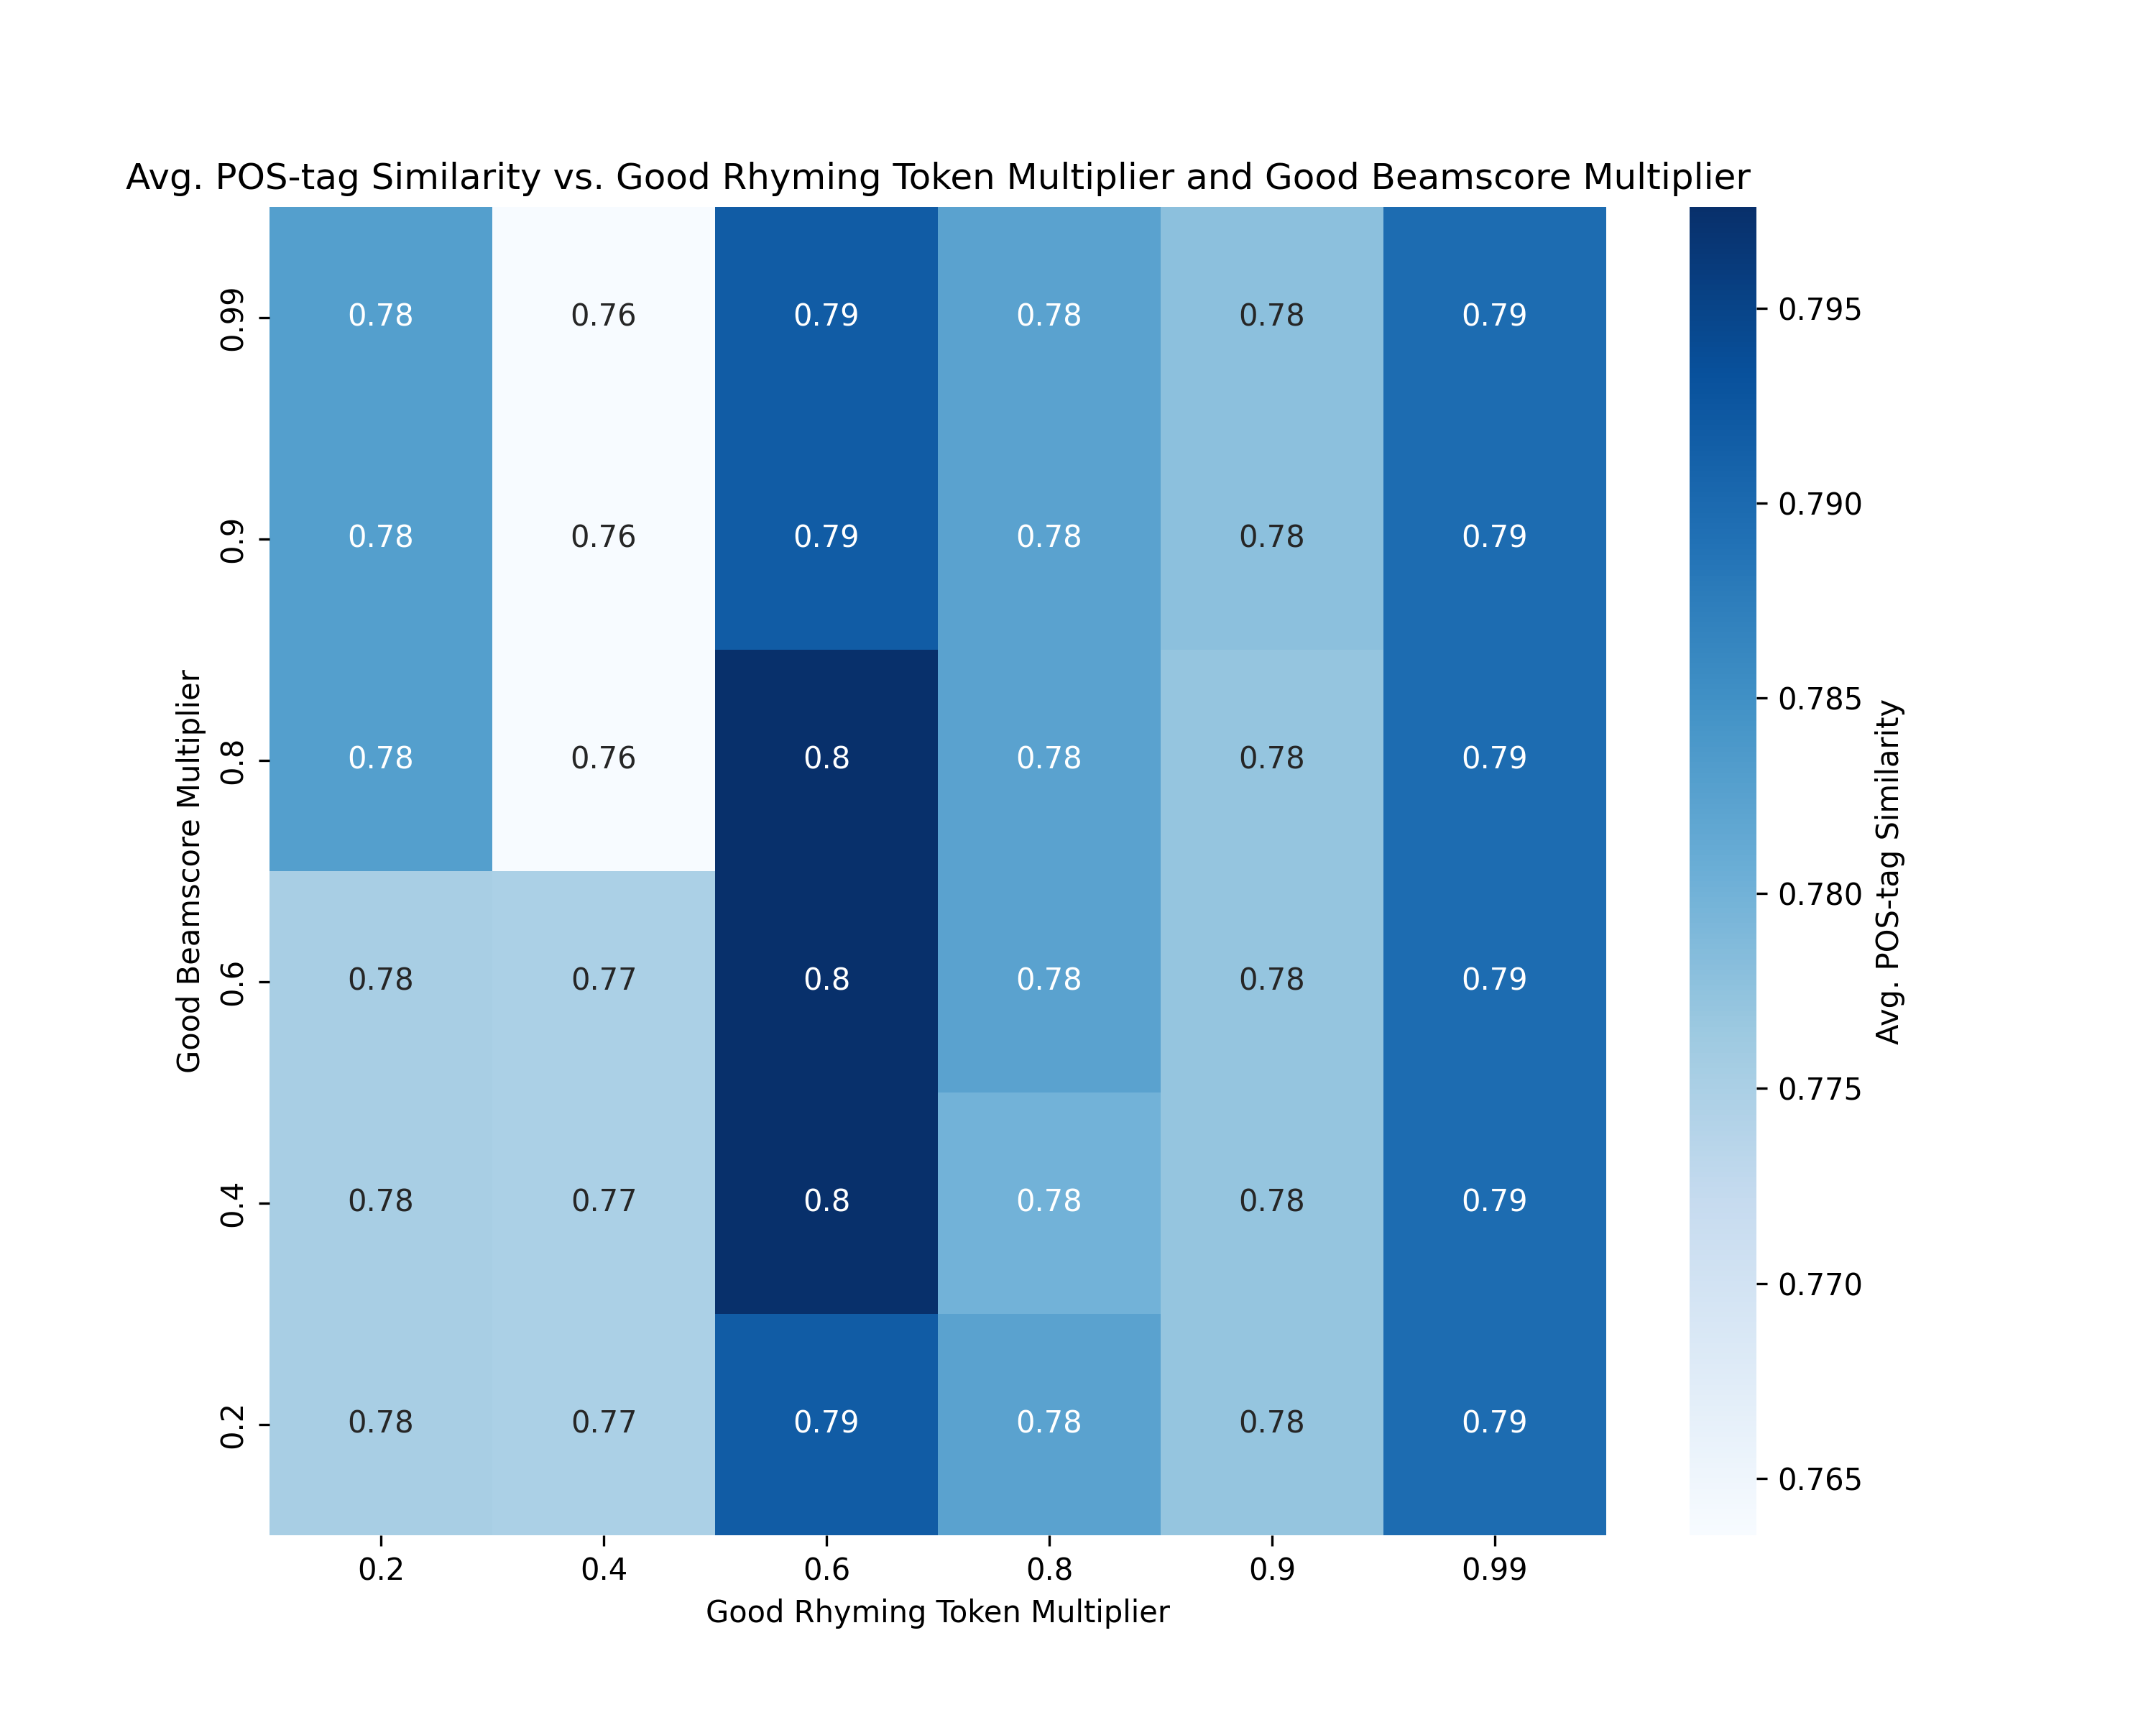 Avg. POS-tag Similarity vs. Good Rhyming Token Multiplier and Good Beamscore Multiplier
0.99 0.78 0.76 0.79 0.78 0.78 0.79
0.9 0.78 0.76 0.79 0.78 0.78 0.79
0.8 0.78 0.76 0.8 0.78 0.78 0.79
0.6 0.78 0.77 0.8 0.78 0.78 0.79
0.4 0.78 0.77 0.8 0.78 0.78 0.79
0.2 0.78 0.77 0.79 0.78 0.78 0.79
0.2 0.4 0.6 0.8 0.9 0.99
Good Rhyming Token Multiplier
Good Beamscore Multiplier
0.795
0.790
0.785
0.780
0.775
0.770
0.765
Avg. POS-tag Similarity